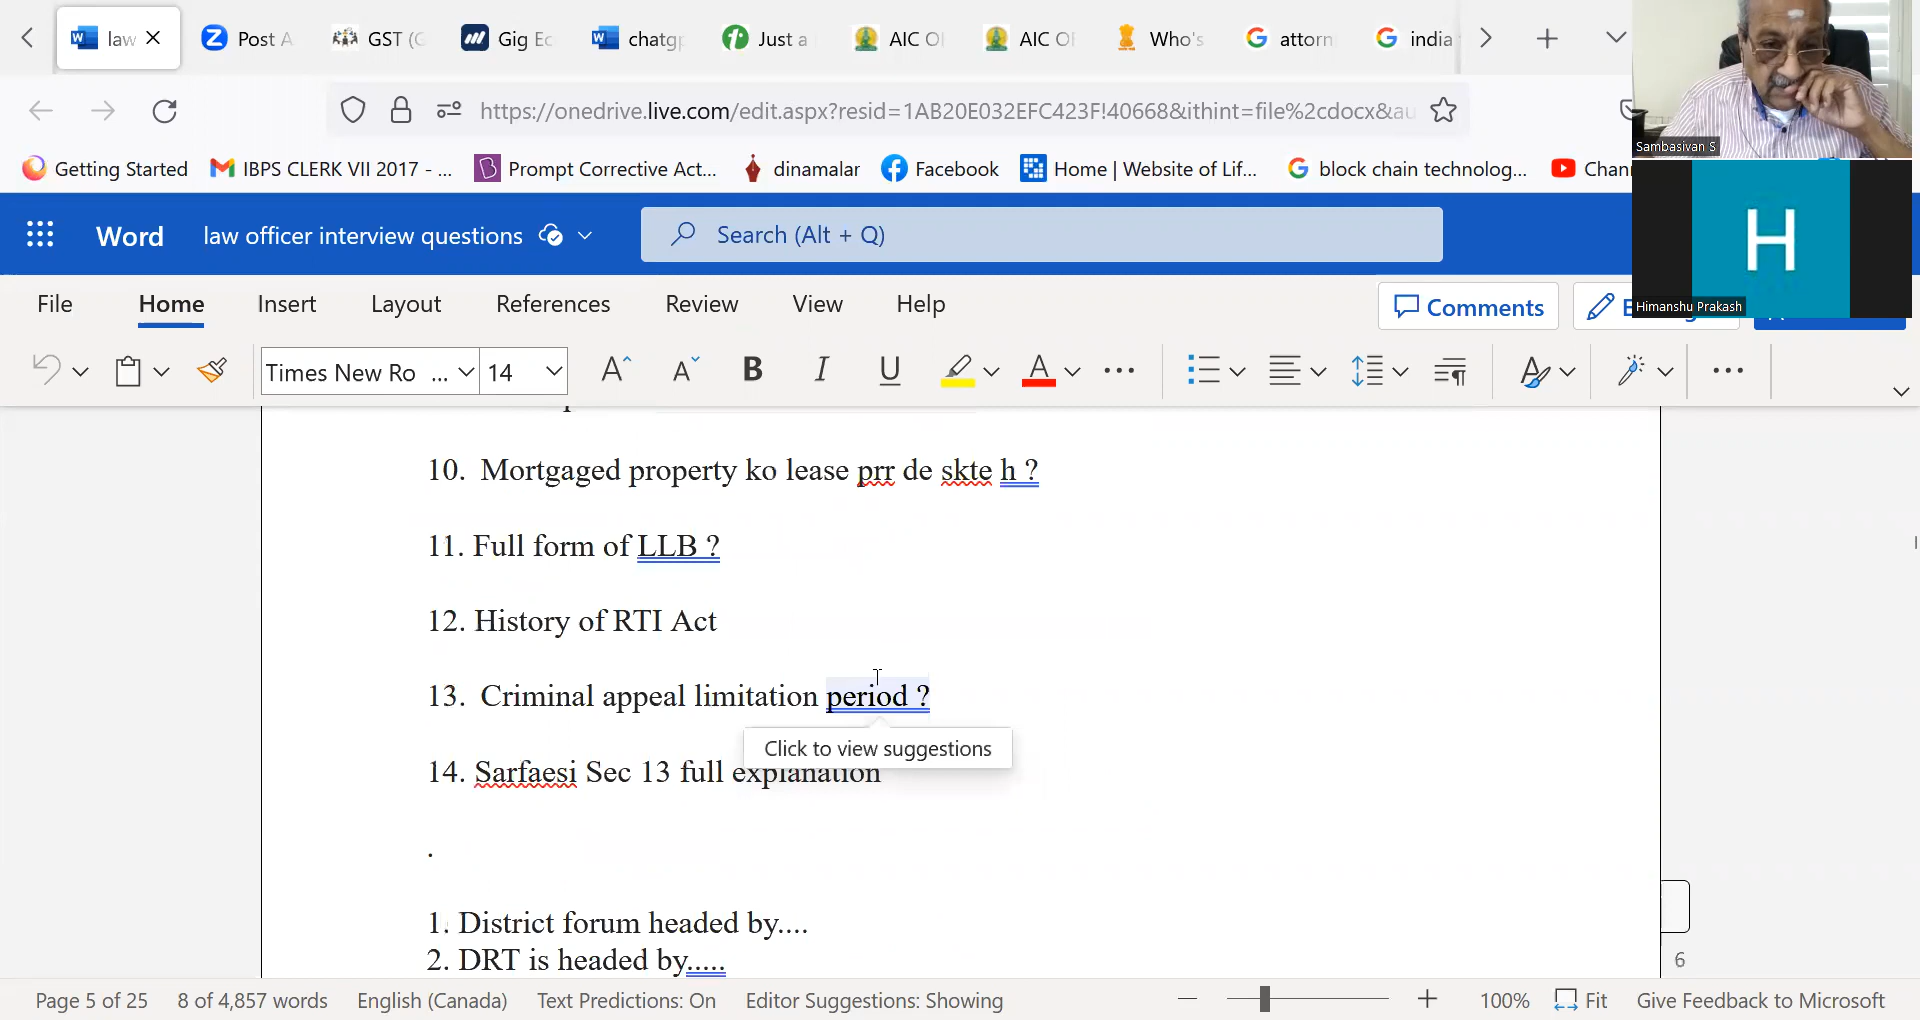 law
Post A
GST (G
Gig Ec
chatgp
Just a
AIC Of
AIC Of
Who's
attorn
india
https://onedrive.live.com/edit.aspx?resid=1AB20E032EFC423F!40668&ithint=file%2cdocx&au
Sambasivan S
Getting Started
IBPS CLERK VII 2017 - ...
Prompt Corrective Act...
dinamalar
Facebook
Home | Website of Lif...
block chain technolog...
Chan
Word
law officer interview questions
Search (Alt + Q)
H
Himanshu Prakash
File
Home
Insert
Layout
References
Review
View
Help
Comments
Times New Ro ...
14
10. Mortgaged property ko lease prr de skte h ?
11. Full form of LLB ?
12. History of RTI Act
13. Criminal appeal limitation period ?
Click to view suggestions
14. Sarfaesi Sec 13 full explanation
.
1. District forum headed by....
2. DRT is headed by.....
6
Page 5 of 25
8 of 4,857 words
English (Canada)
Text Predictions: On
Editor Suggestions: Showing
100%
Fit
Give Feedback to Microsoft